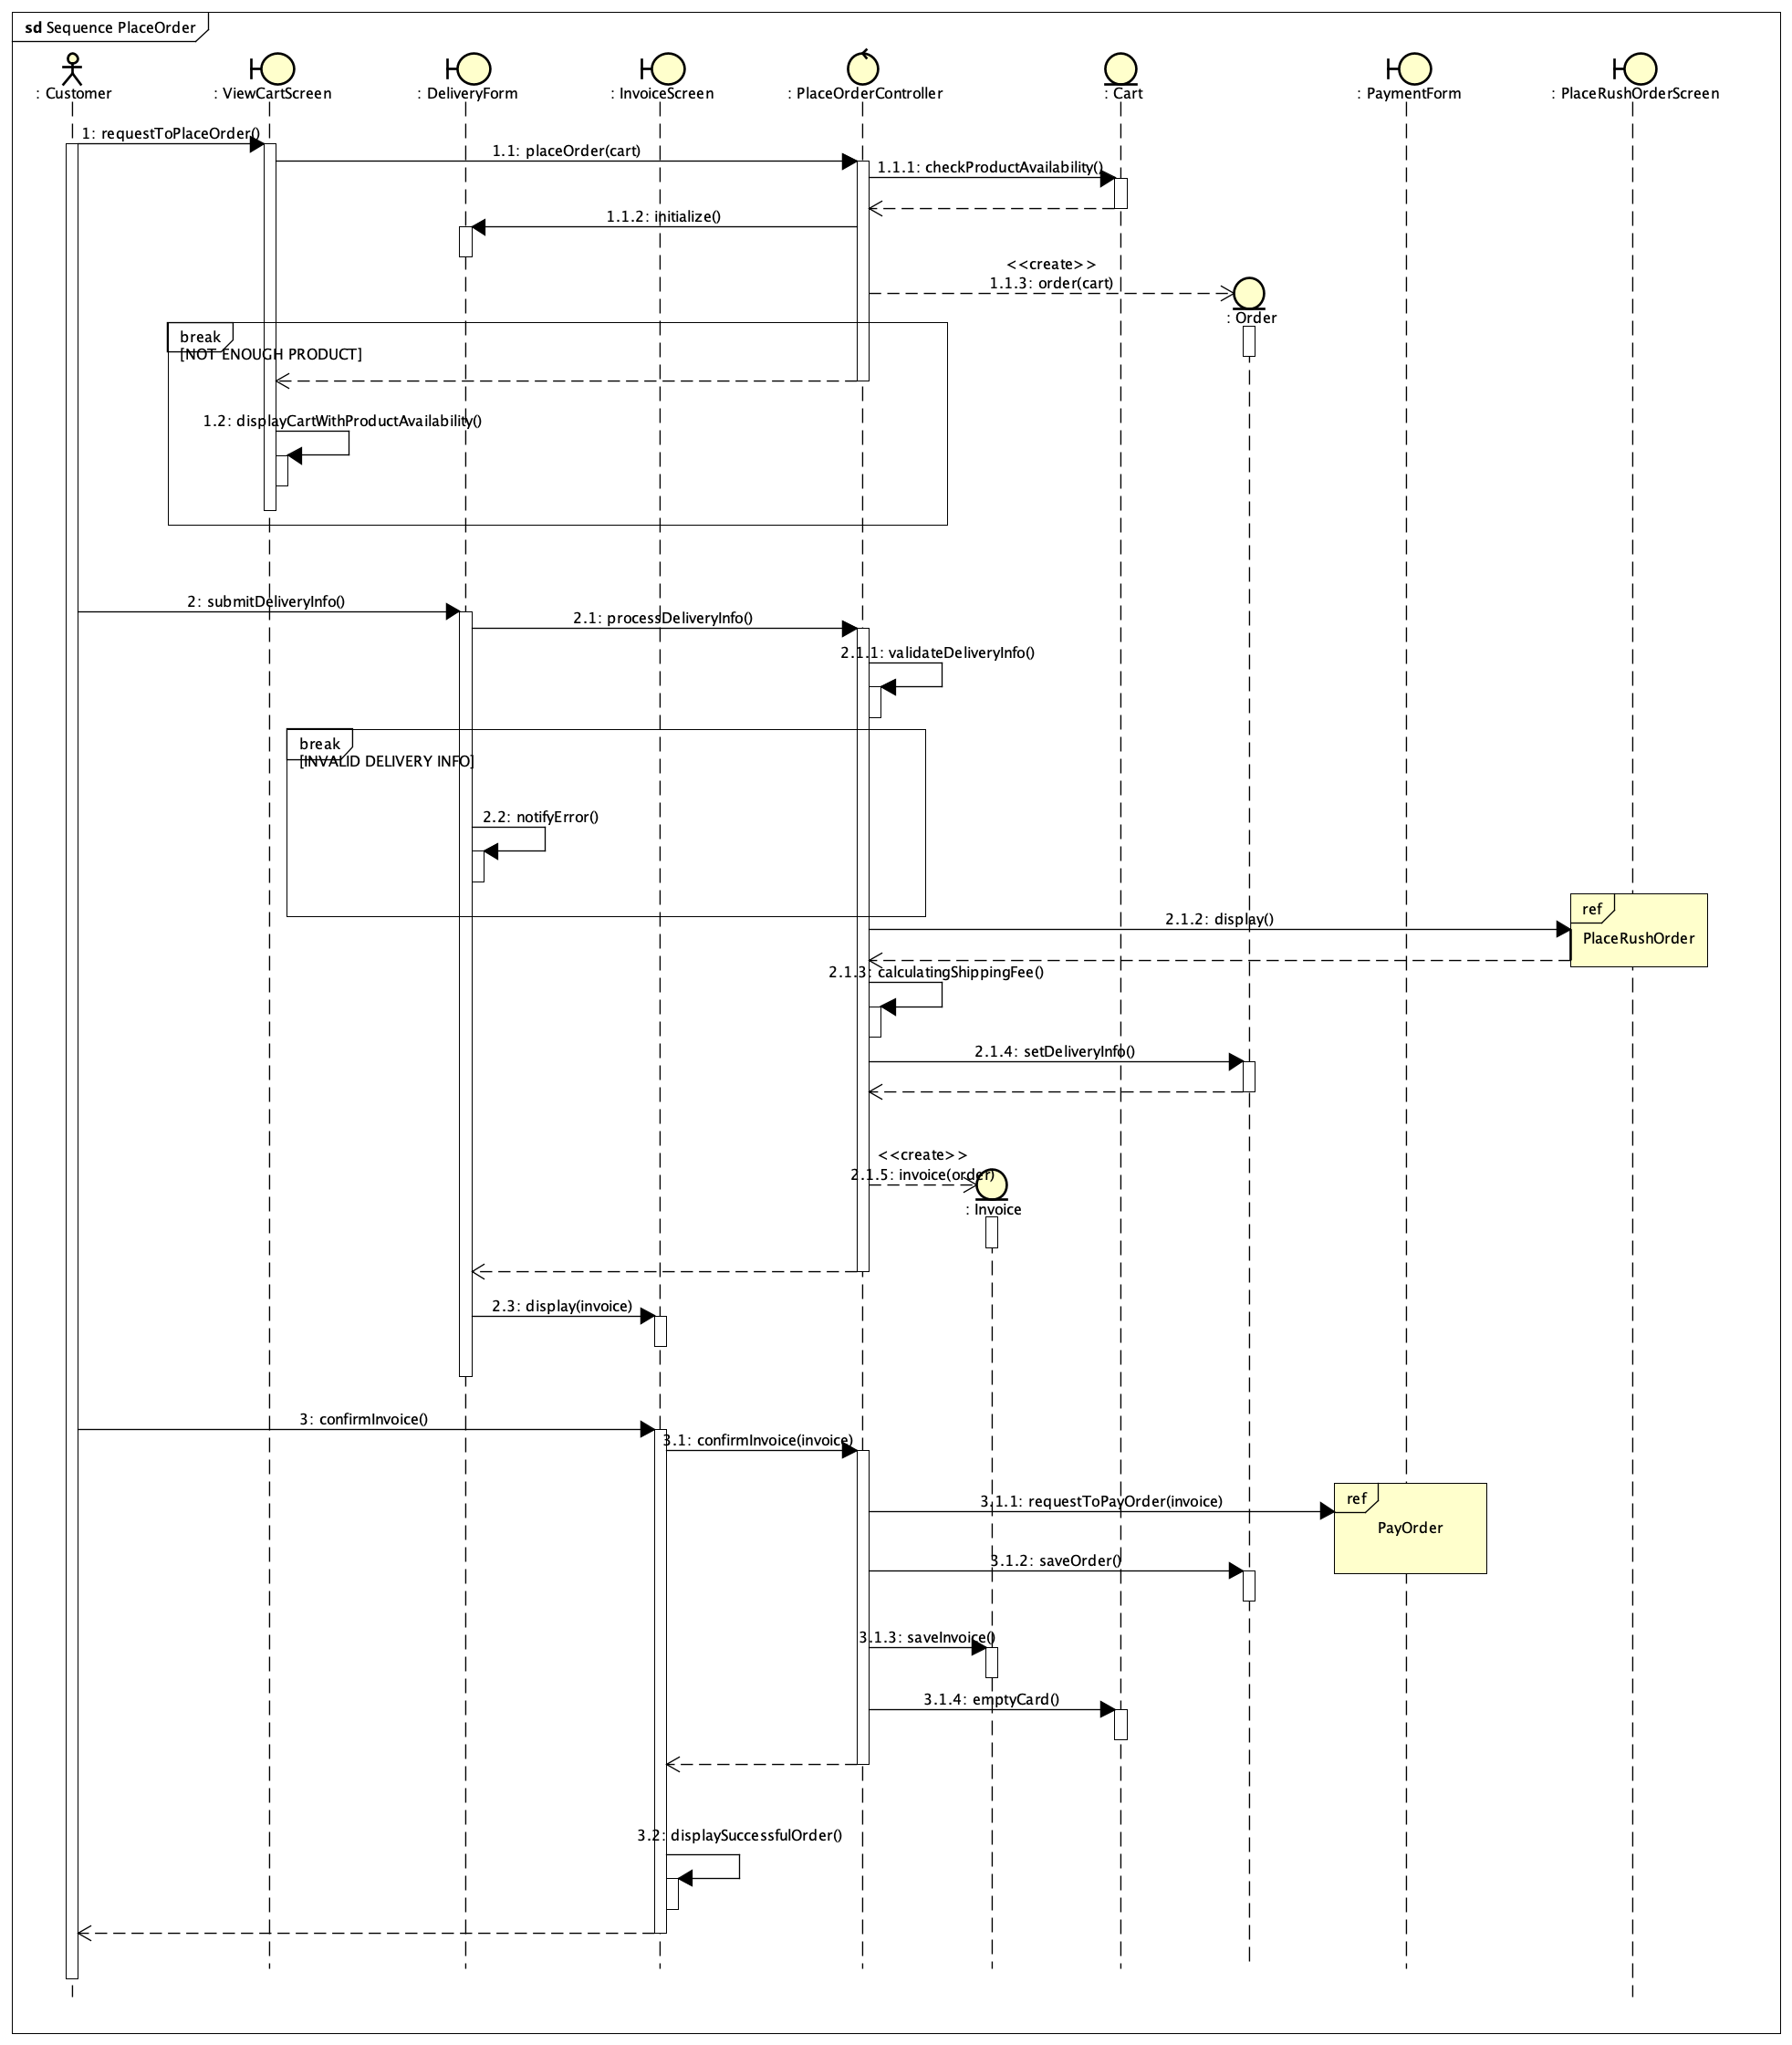 sd Sequence PlaceOrder
: Customer
: ViewCartScreen
: DeliveryForm
: InvoiceScreen
: PlaceOrderController
: Cart
: PaymentForm
: PlaceRushOrderScreen
1: requestToPlaceOrder()
1.1: placeOrder(cart)
1.1.1: checkProductAvailability()
1.1.2: initialize()
<<create>>
1.1.3: order(cart)
: Order
break
[NOT ENOUGH PRODUCT]
1.2: displayCartWithProductAvailability()
2: submitDeliveryInfo()
2.1: processDeliveryInfo()
2.1.1: validateDeliveryInfo()
break
[INVALID DELIVERY INFO]
2.2: notifyError()
ref
2.1.2: display()
PlaceRushOrder
2.1.3: calculatingShippingFee()
2.1.4: setDeliveryInfo()
<<create>>
2.1.5: invoice(order)
: Invoice
2.3: display(invoice)
3: confirmInvoice()
3.1: confirmInvoice(invoice)
ref
3.1.1: requestToPayOrder(invoice)
PayOrder
3.1.2: saveOrder()
3.1.3: saveInvoice()
3.1.4: emptyCard()
3.2: displaySuccessfulOrder()